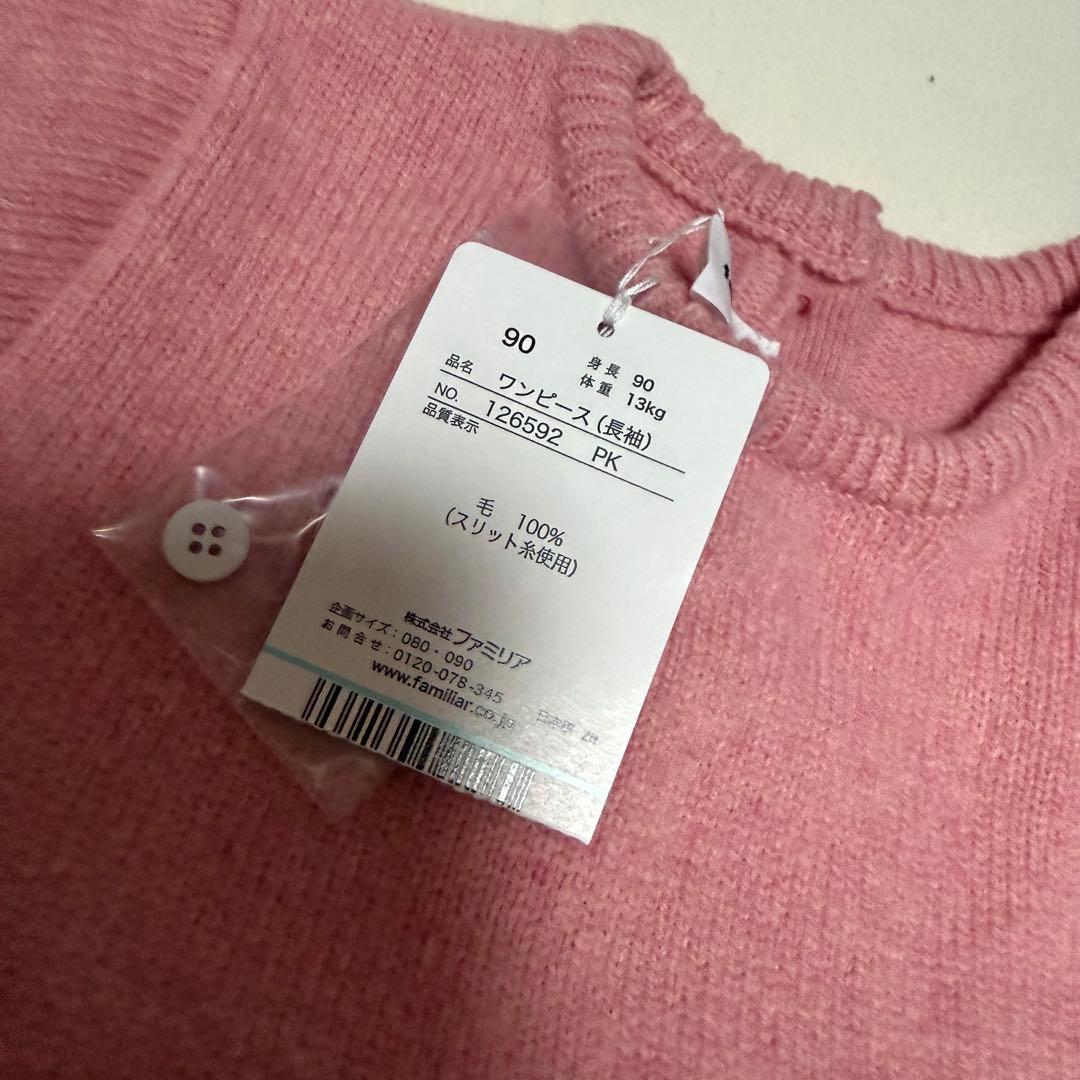 90
身長 90
体重 13kg
品名 ワンピース(長袖)
NO. 126592 PK
品質表示
毛 100%
(スリット糸使用)
株式会社 ファミリア
企画サイズ:080・090
お問合せ:0120-078-345
www.familiar.co.jp
日本製